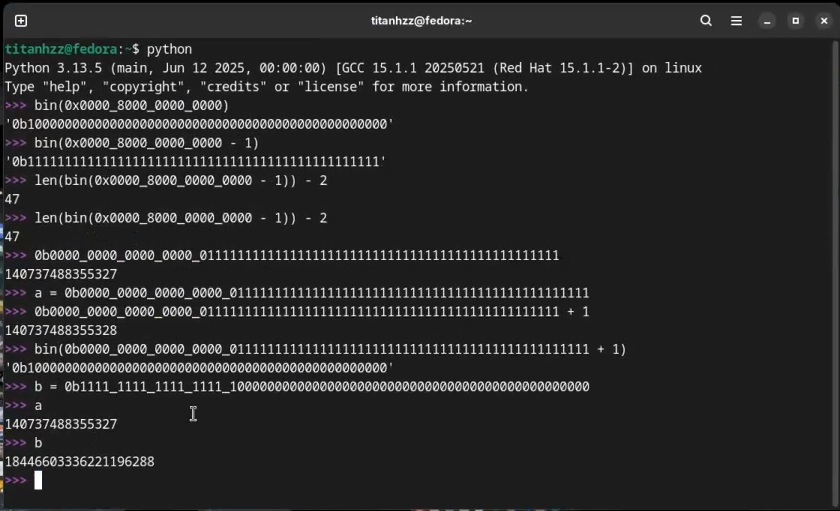 titanhzz@fedora:~
titanhzz@fedora:~$ python
Python 3.13.5 (main, Jun 12 2025, 00:00:00) [GCC 15.1.1 20250521 (Red Hat 15.1.1-2)] on linux
Type "help", "copyright", "credits" or "license" for more information.
>>> bin(0x0000_8000_0000_0000)
'0b100000000000000000000000000000000000000000000000'
>>> bin(0x0000_8000_0000_0000 - 1)
'0b11111111111111111111111111111111111111111111111'
>>> len(bin(0x0000_8000_0000_0000 - 1)) - 2
47
>>> len(bin(0x0000_8000_0000_0000 - 1)) - 2
47
>>> 0b0000_0000_0000_0000_011111111111111111111111111111111111111111111111
140737488355327
>>> a = 0b0000_0000_0000_0000_011111111111111111111111111111111111111111111111
>>> 0b0000_0000_0000_0000_011111111111111111111111111111111111111111111111 + 1
140737488355328
>>> bin(0b0000_0000_0000_0000_011111111111111111111111111111111111111111111111 + 1)
'0b100000000000000000000000000000000000000000000000'
>>> b = 0b1111_1111_1111_1111_100000000000000000000000000000000000000000000000
>>> a
140737488355327
>>> b
18446603336221196288
>>>